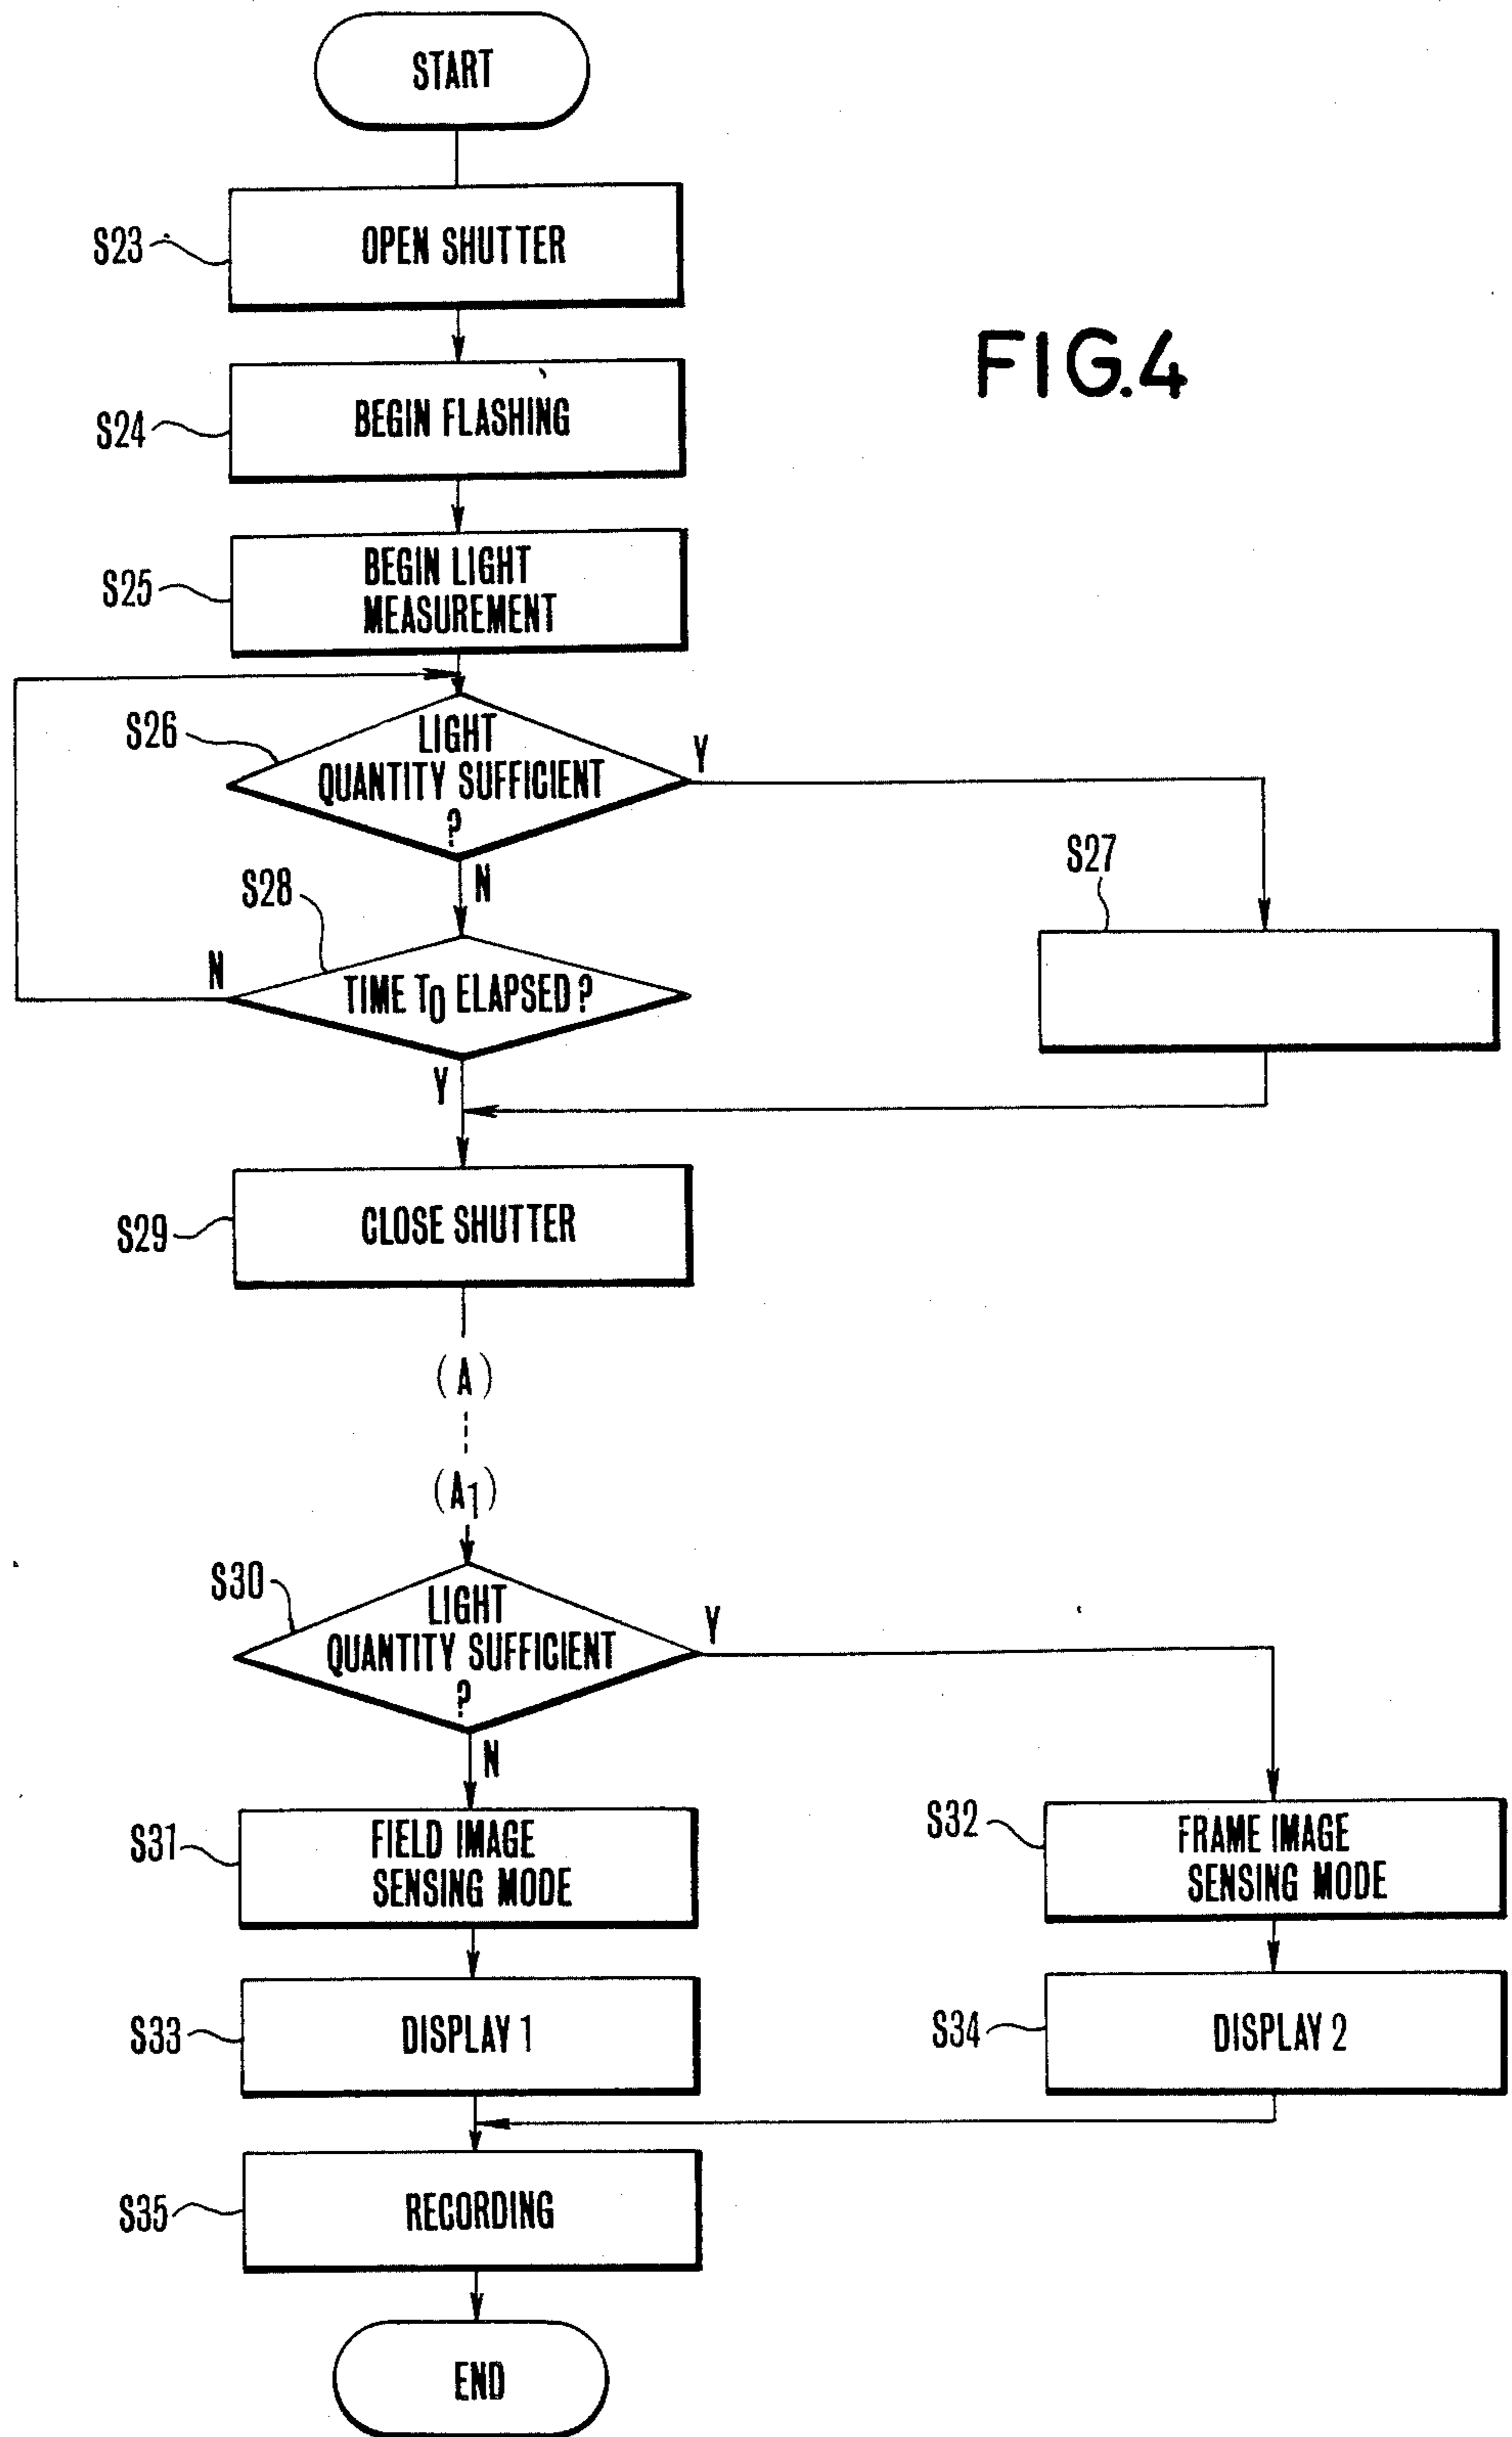 START
S23
OPEN SHUTTER
FIG.4
S24
BEGIN FLASHING
S25
BEGIN LIGHT
MEASUREMENT
S26
LIGHT
QUANTITY SUFFICIENT
?
Y
N
S27
S28
N
TIME T0 ELAPSED?
Y
S29
CLOSE SHUTTER
(A)
(A1)
S30
LIGHT
QUANTITY SUFFICIENT
?
Y
N
S31
FIELD IMAGE
SENSING MODE
S32
FRAME IMAGE
SENSING MODE
S33
DISPLAY 1
S34
DISPLAY 2
S35
RECORDING
END